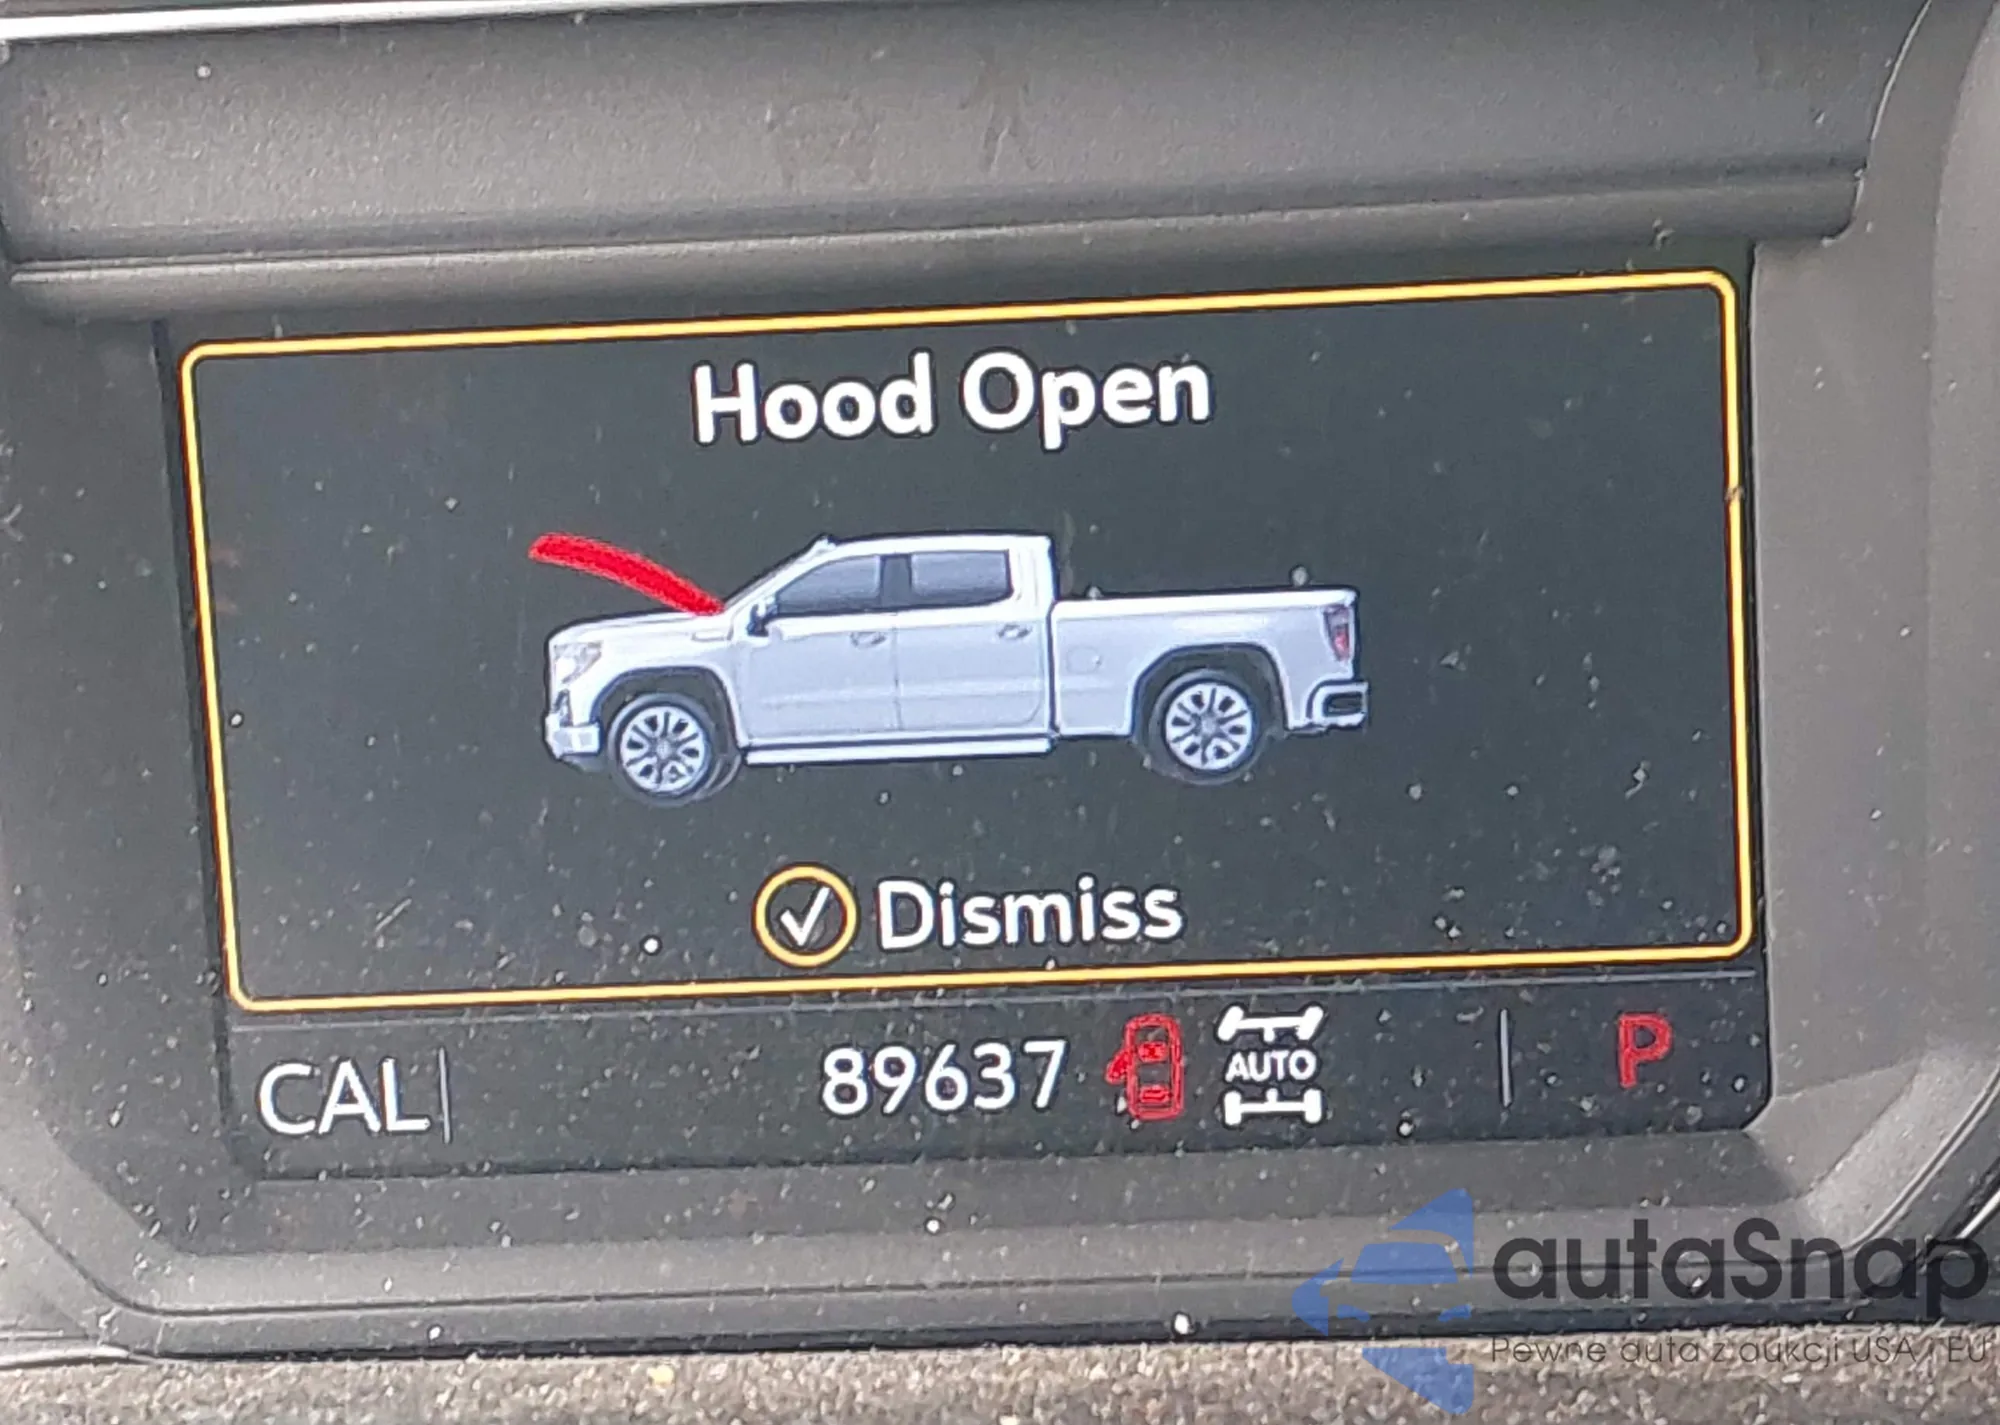 Hood Open
Dismiss
CAL
89637
AUTO
P
autaSnap
Pewne auta z aukcji USA i EU